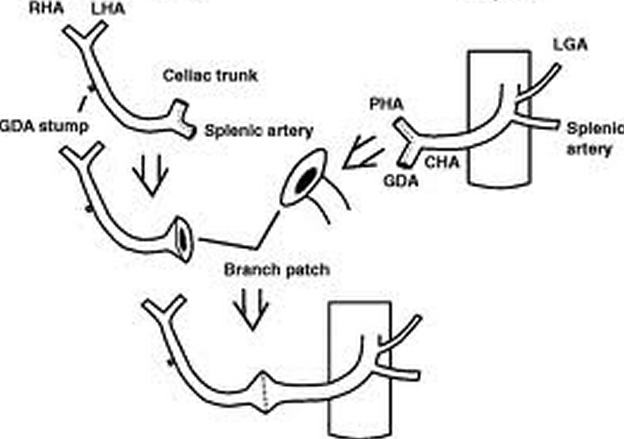 RHA LHA
LGA
Celiac trunk
PHA
GDA stump
Splenic artery
Splenic
artery
CHA
GDA
Branch patch